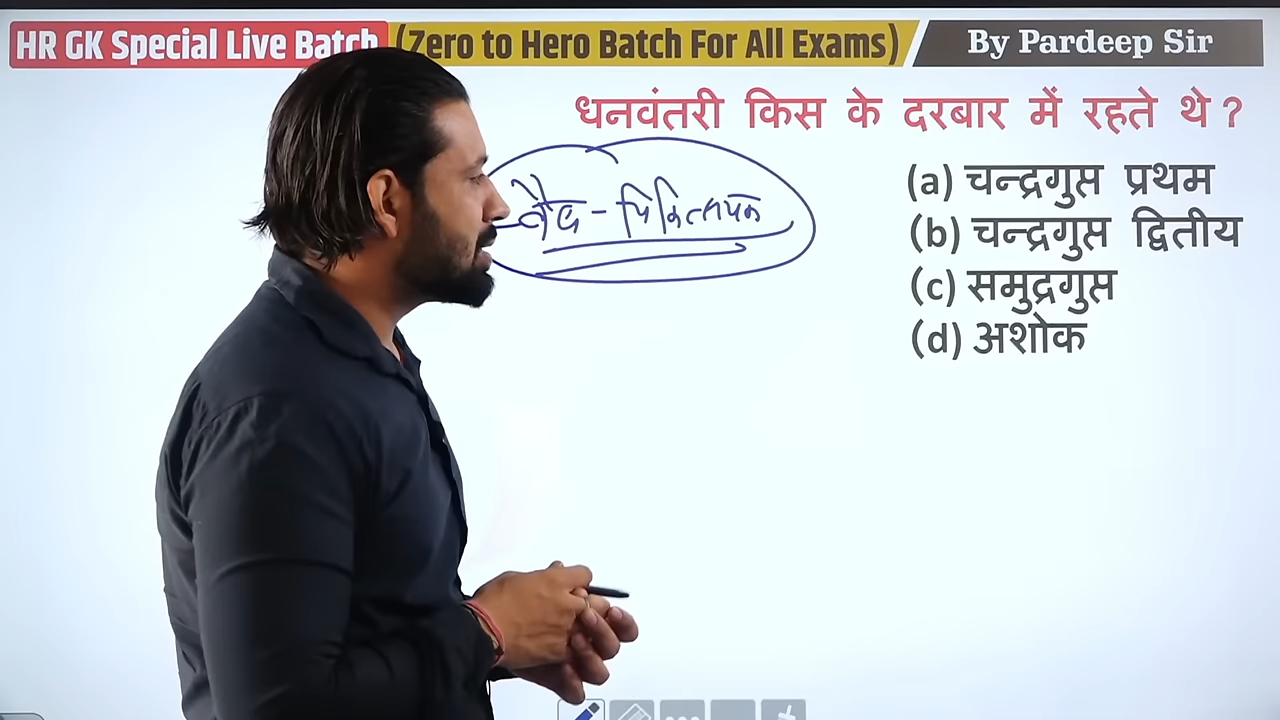 HR GK Special Live Batch (Zero to Hero Batch For All Exams) By Pardeep Sir
धनवंतरी किस के दरबार में रहते थे ?
(a) चन्द्रगुप्त प्रथम
(b) चन्द्रगुप्त द्वितीय
(c) समुद्रगुप्त
(d) अशोक